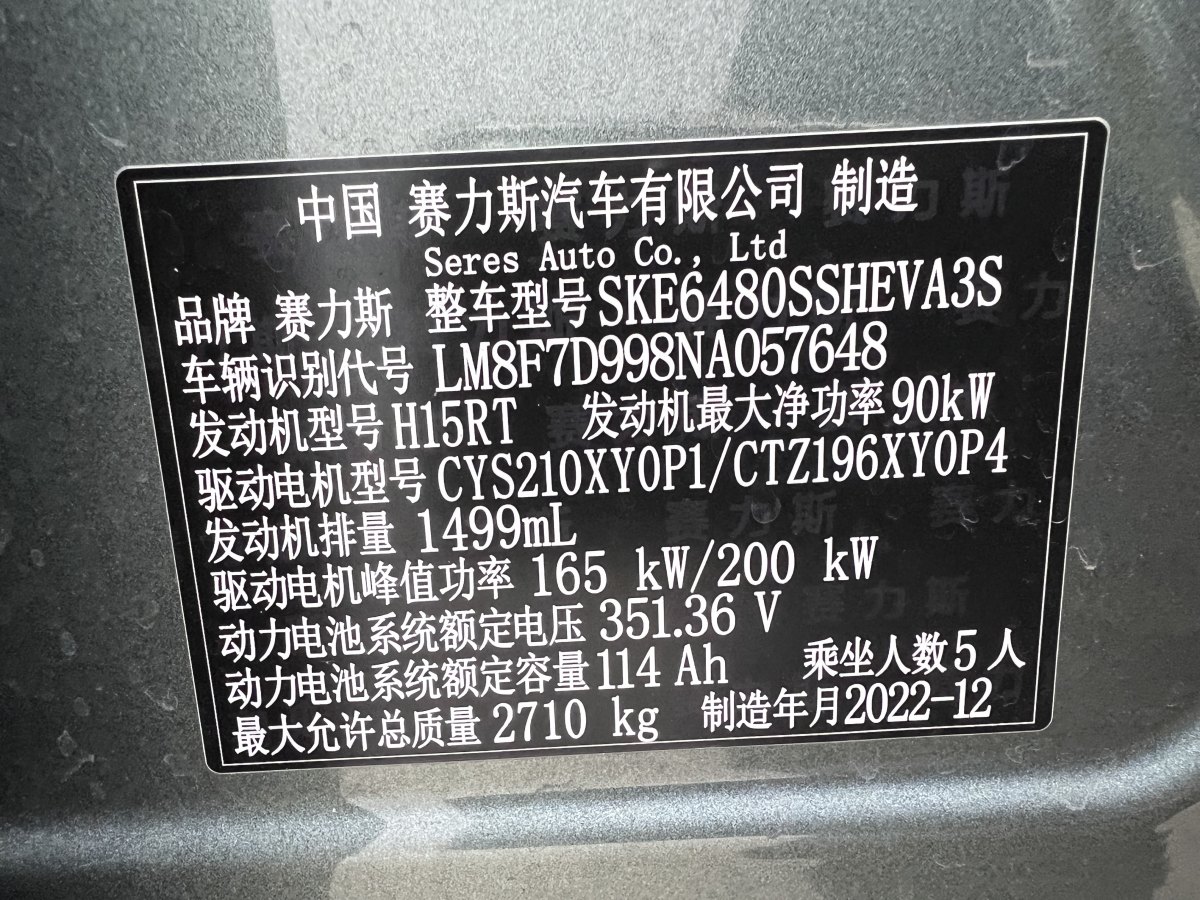 中国 赛力斯汽车有限公司 制造
Seres Auto Co., Ltd
品牌 赛力斯 整车型号 SKE6480SSHEVA3S
车辆识别代号 LM8F7D998NA057648
发动机型号 H15RT 发动机最大净功率 90kW
驱动电机型号 CYS210XY0P1/CTZ196XY0P4
发动机排量 1499mL
驱动电机峰值功率 165 kW/200 kW
动力电池系统额定电压 351.36 V
动力电池系统额定容量 114 Ah 乘坐人数 5 人
最大允许总质量 2710 kg 制造年月 2022-12